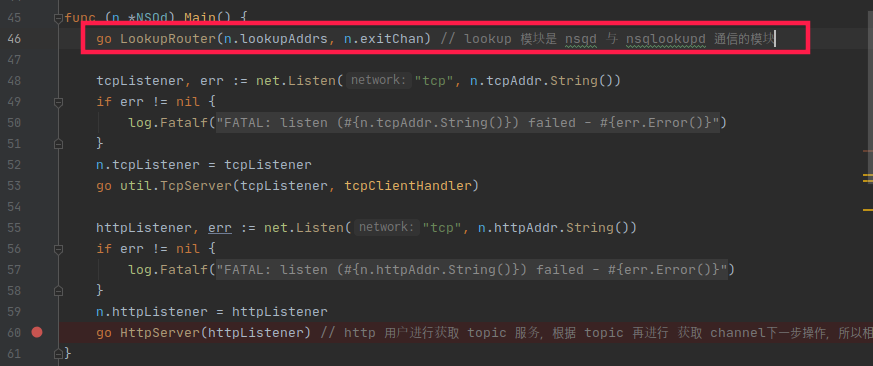 45 func (n *NSQd) Main() {
46 go LookupRouter(n.lookupAddrs, n.exitChan) // lookup 模块是 nsqd 与 nsqlookupd 通信的模块
47
48 tcpListener, err := net.Listen( network: "tcp", n.tcpAddr.String())
49 if err != nil {
50 log.Fatalf("FATAL: listen (#{n.tcpAddr.String()}) failed - #{err.Error()}")
51 }
52 n.tcpListener = tcpListener
53 go util.TcpServer(tcpListener, tcpClientHandler)
54
55 httpListener, err := net.Listen( network: "tcp", n.httpAddr.String())
56 if err != nil {
57 log.Fatalf("FATAL: listen (#{n.httpAddr.String()}) failed - #{err.Error()}")
58 }
59 n.httpListener = httpListener
60 go HttpServer(httpListener) // http 用户进行获取 topic 服务，根据 topic 再进行 获取 channel下一步操作，所以相
61 }